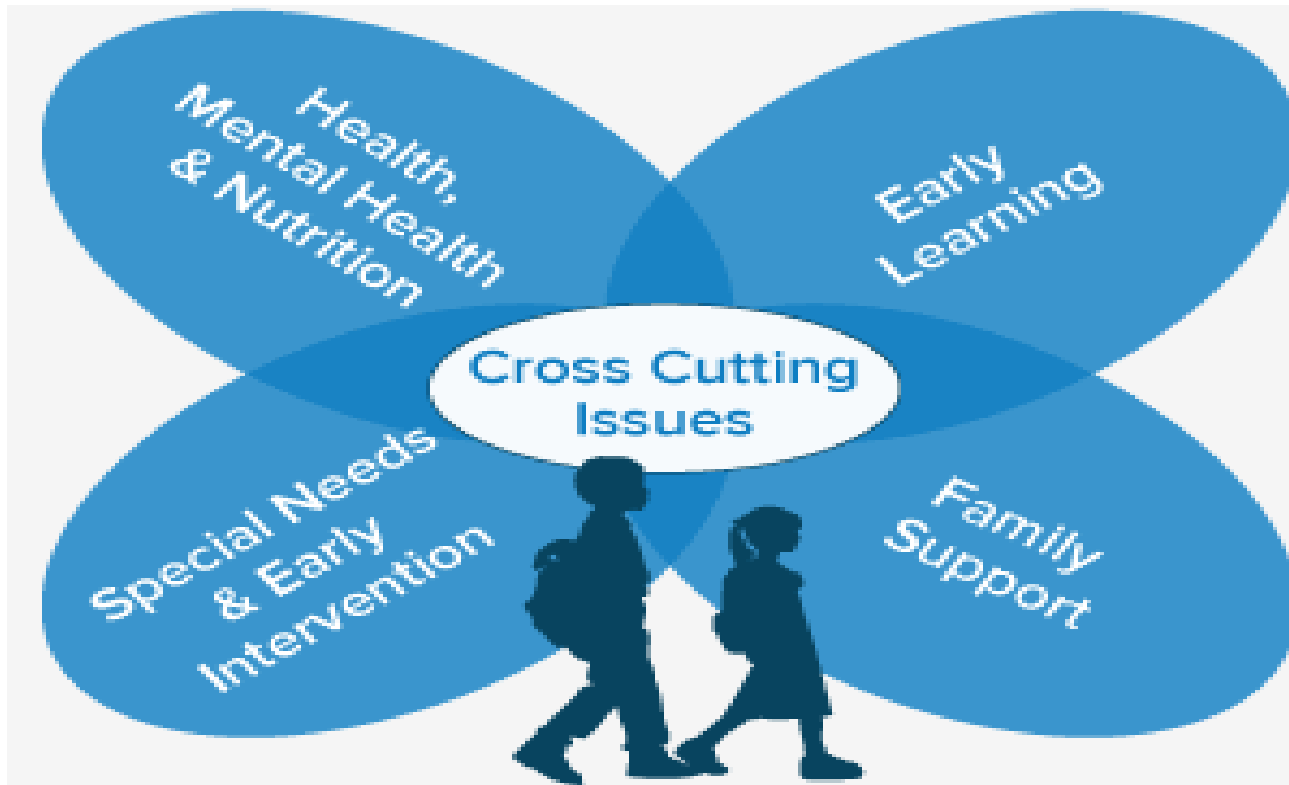 Health,
Mental Health
& Nutrition
Early
Learning
Cross Cutting
Issues
Special Needs
& Early
Intervention
Family
Support